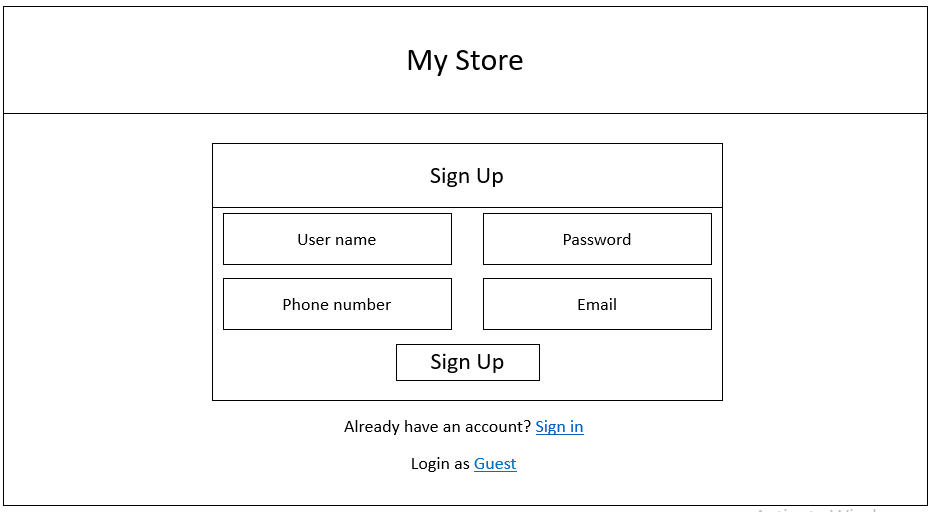 My Store
Sign Up
User name
Password
Phone number
Email
Sign Up
Already have an account? Sign in
Login as Guest